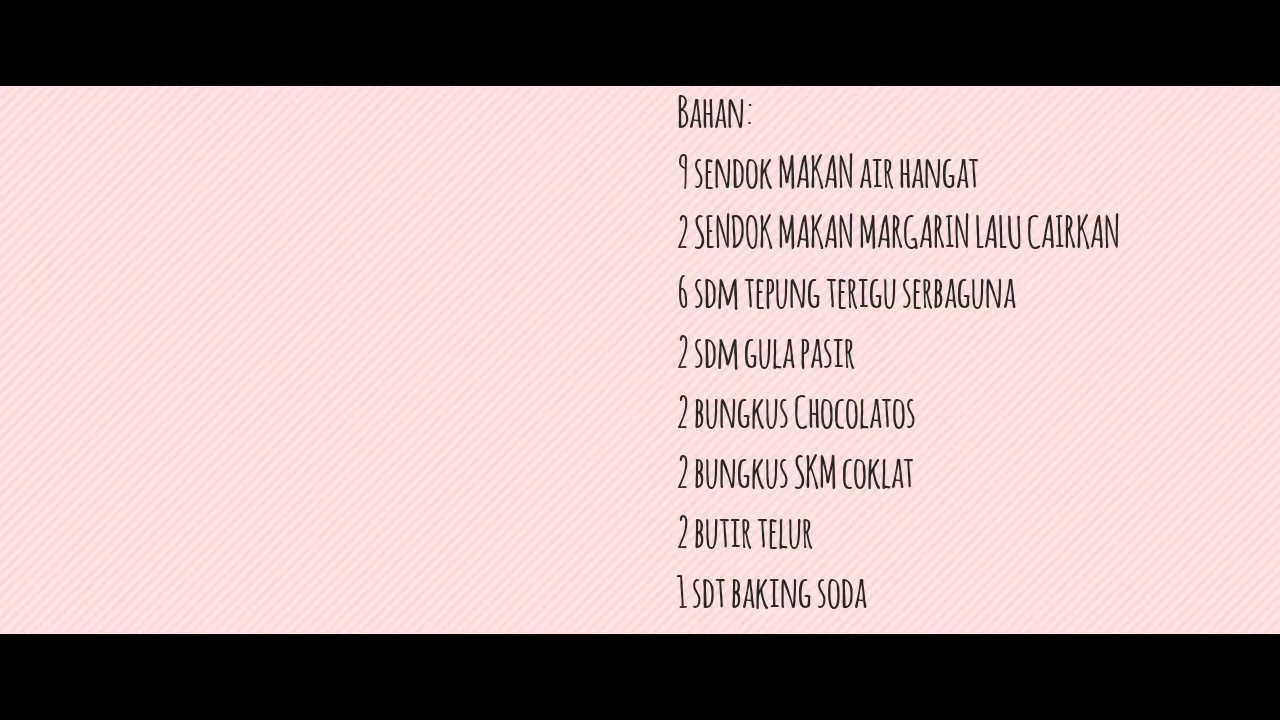 Bahan:
9 sendok MAKAN air hangat
2 SENDOK MAKAN MARGARIN LALU CAIRKAN
6 sdm tepung terigu serbaguna
2 sdm gula pasir
2 bungkus Chocolatos
2 bungkus SKM coklat
2 butir telur
1 sdt baking soda